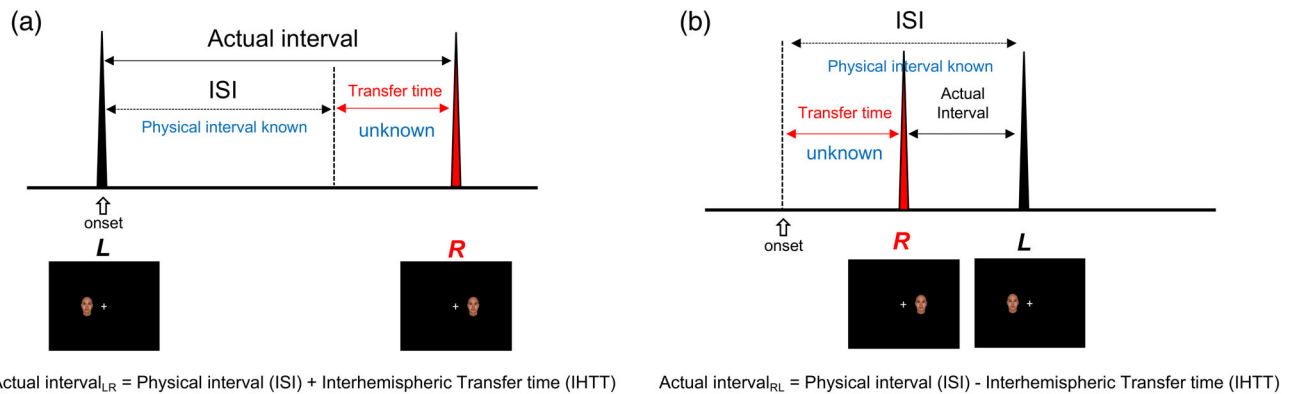 (a)
Actual interval
ISI
Transfer time
Physical interval known
unknown
onset
L
R
Actual interval_LR = Physical interval (ISI) + Interhemispheric Transfer time (IHTT)
(b)
ISI
Physical interval known
Transfer time
Actual
Interval
unknown
onset
R
L
Actual interval_RL = Physical interval (ISI) - Interhemispheric Transfer time (IHTT)